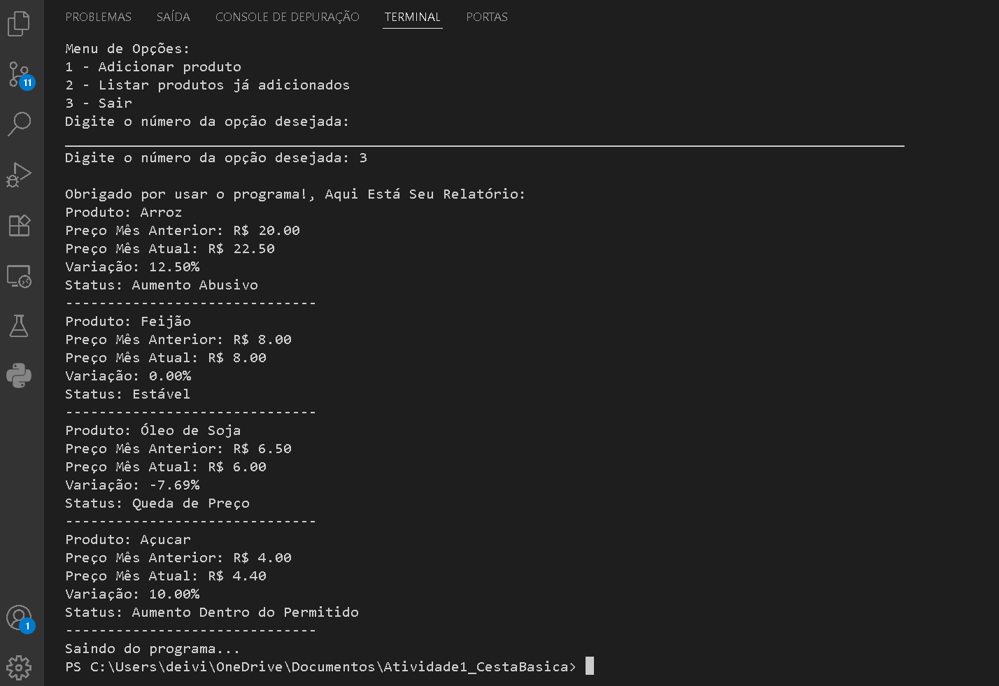 PROBLEMAS SAÍDA CONSOLE DE DEPURAÇÃO TERMINAL PORTAS
Menu de Opções:
1 - Adicionar produto
2 - Listar produtos já adicionados
3 - Sair
Digite o número da opção desejada:
____________________________________________________________________________________________________
Digite o número da opção desejada: 3
Obrigado por usar o programa!, Aqui Está Seu Relatório:
Produto: Arroz
Preço Mês Anterior: R$ 20.00
Preço Mês Atual: R$ 22.50
Variação: 12.50%
Status: Aumento Abusivo
------------------------------
Produto: Feijão
Preço Mês Anterior: R$ 8.00
Preço Mês Atual: R$ 8.00
Variação: 0.00%
Status: Estável
------------------------------
Produto: Óleo de Soja
Preço Mês Anterior: R$ 6.50
Preço Mês Atual: R$ 6.00
Variação: -7.69%
Status: Queda de Preço
------------------------------
Produto: Açucar
Preço Mês Anterior: R$ 4.00
Preço Mês Atual: R$ 4.40
Variação: 10.00%
Status: Aumento Dentro do Permitido
------------------------------
Saindo do programa...
PS C:\Users\deivi\OneDrive\Documentos\Atividade1_CestaBasica>
11
1